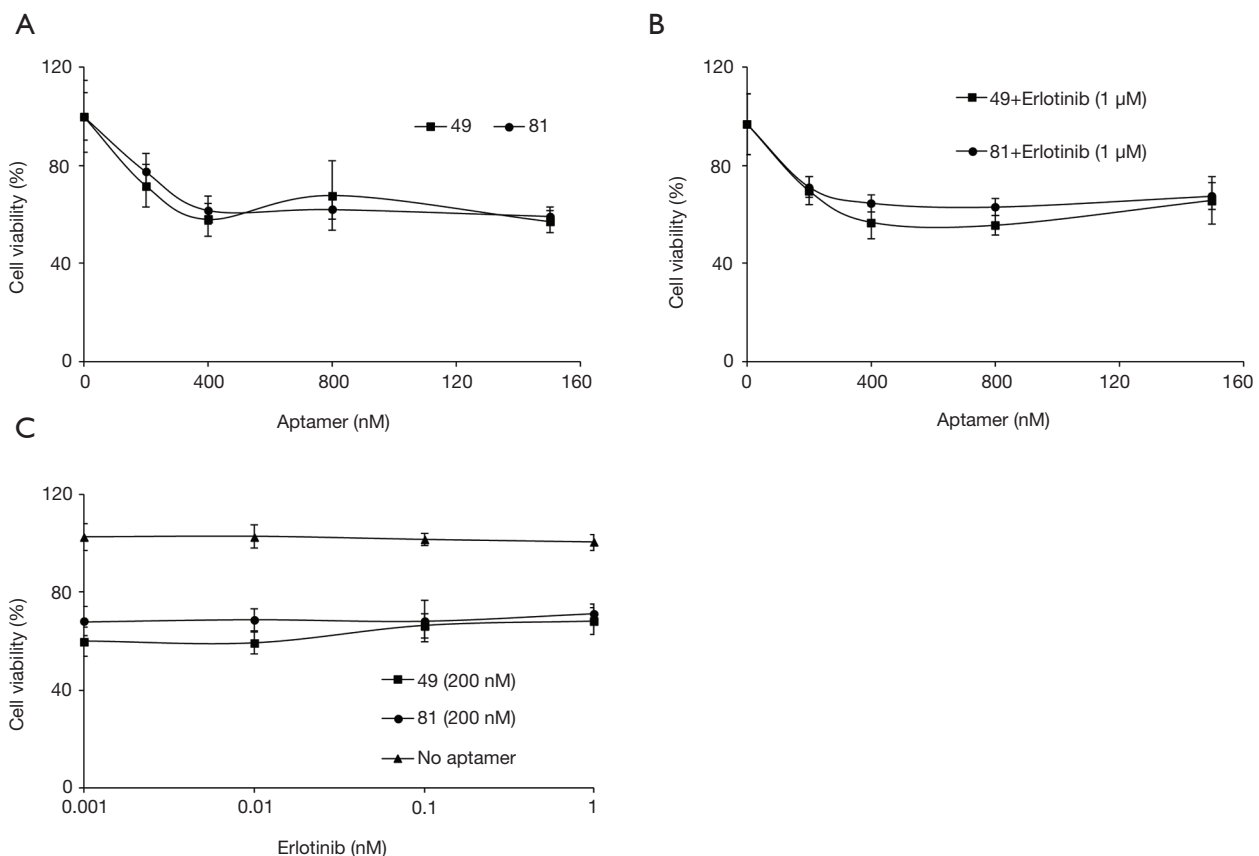 A
Cell viability (%)
120
80
40
0
49 81
0 400 800 120 160
Aptamer (nM)
B
Cell viability (%)
120
80
40
0
49+Erlotinib (1 µM)
81+Erlotinib (1 µM)
0 400 800 120 160
Aptamer (nM)
C
Cell viability (%)
120
80
40
0
49 (200 nM)
81 (200 nM)
No aptamer
0.001 0.01 0.1 1
Erlotinib (nM)